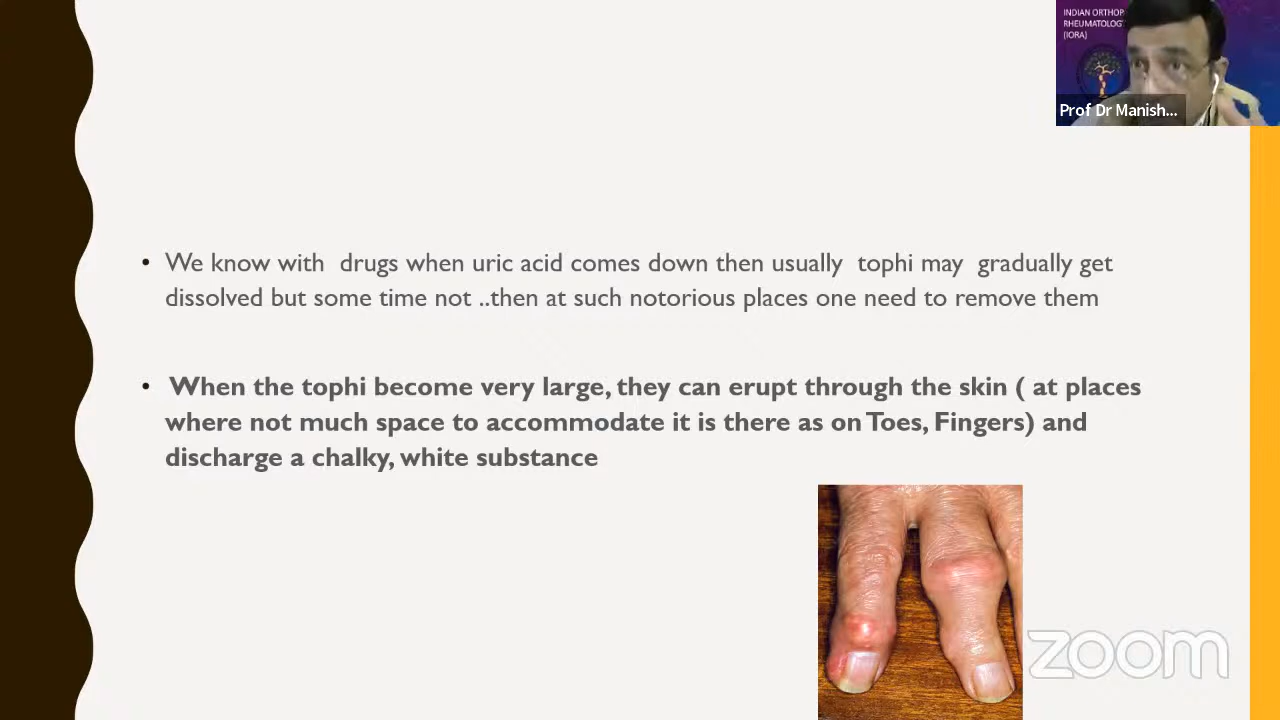 INDIAN ORTHOP
RHEUMATOLOG
(IORA)
Prof Dr Manish...
• We know with drugs when uric acid comes down then usually tophi may gradually get
dissolved but some time not ..then at such notorious places one need to remove them
• When the tophi become very large, they can erupt through the skin ( at places
where not much space to accommodate it is there as on Toes, Fingers) and
discharge a chalky, white substance
zoom